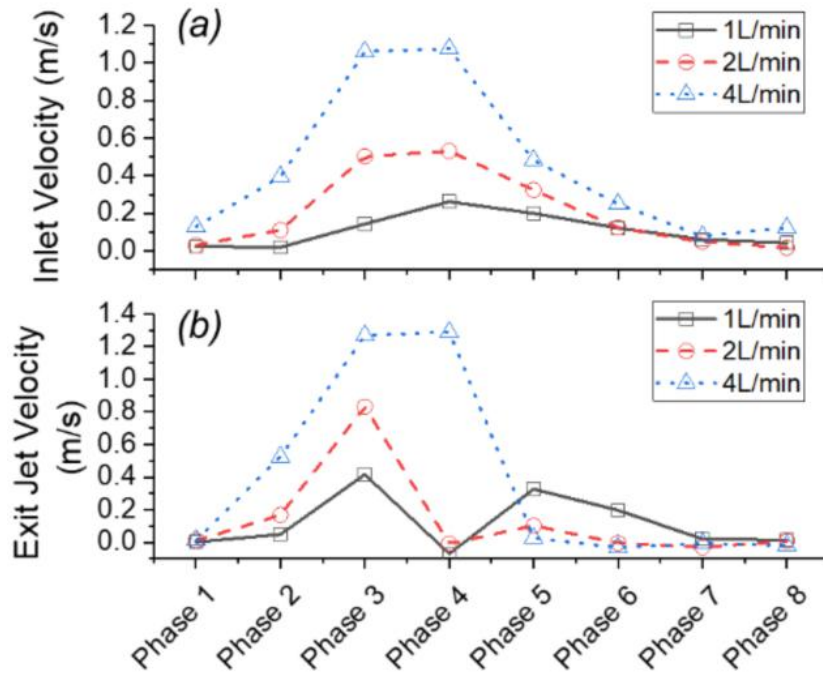 (a)
Inlet Velocity (m/s)
1.2
1.0
0.8
0.6
0.4
0.2
0.0
1L/min
2L/min
4L/min
(b)
Exit Jet Velocity
(m/s)
1.4
1.2
1.0
0.8
0.6
0.4
0.2
0.0
1L/min
2L/min
4L/min
Phase 1
Phase 2
Phase 3
Phase 4
Phase 5
Phase 6
Phase 7
Phase 8